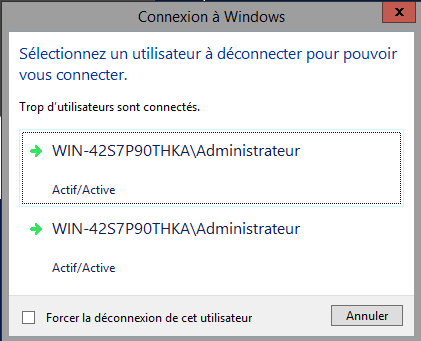 Connexion à Windows
x
Sélectionnez un utilisateur à déconnecter pour pouvoir
vous connecter.
Trop d'utilisateurs sont connectés.
WIN-42S7P90THKA\Administrateur
Actif/Active
WIN-42S7P90THKA\Administrateur
Actif/Active
Forcer la déconnexion de cet utilisateur
Annuler